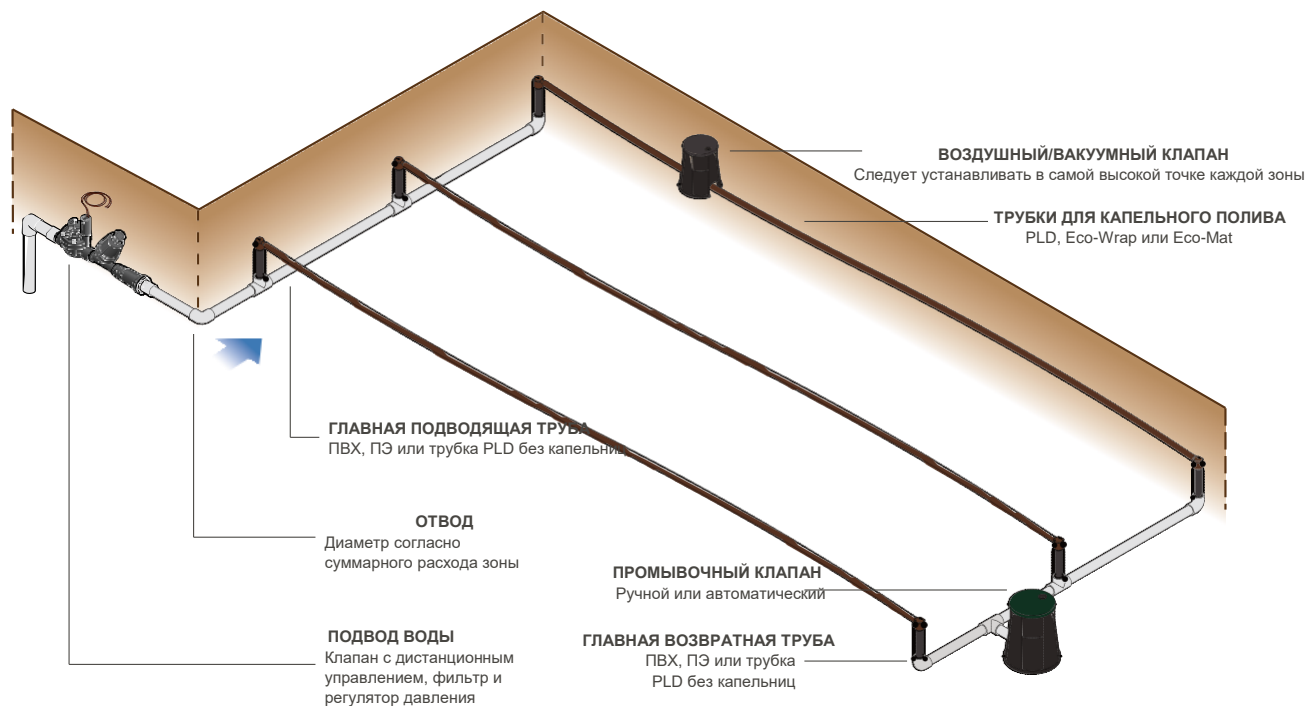 ВОЗДУШНЫЙ/ВАКУУМНЫЙ КЛАПАН
Следует устанавливать в самой высокой точке каждой зоны
ТРУБКИ ДЛЯ КАПЕЛЬНОГО ПОЛИВА
PLD, Eco-Wrap или Eco-Mat
ГЛАВНАЯ ПОДВОДЯЩАЯ ТРУБА
ПВХ, ПЭ или трубка PLD без капельниц
ОТВОД
Диаметр согласно
суммарного расхода зоны
ПРОМЫВОЧНЫЙ КЛАПАН
Ручной или автоматический
ПОДВОД ВОДЫ
Клапан с дистанционным
управлением, фильтр и
регулятор давления
ГЛАВНАЯ ВОЗВРАТНАЯ ТРУБА
ПВХ, ПЭ или трубка
PLD без капельниц